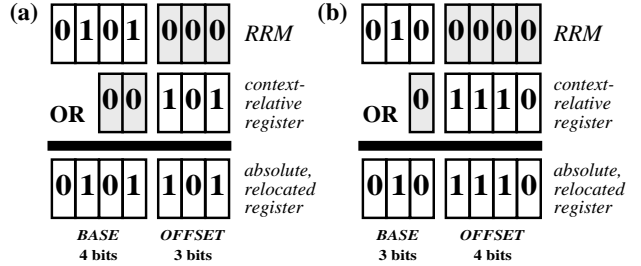 (a) 0 1 0 1 0 0 0 RRM
OR 0 0 1 0 1 context-relative register
0 1 0 1 1 0 1 absolute, relocated register
BASE OFFSET
4 bits 3 bits
(b) 0 1 0 0 0 0 0 RRM
OR 0 1 1 1 0 context-relative register
0 1 0 1 1 1 0 absolute, relocated register
BASE OFFSET
3 bits 4 bits